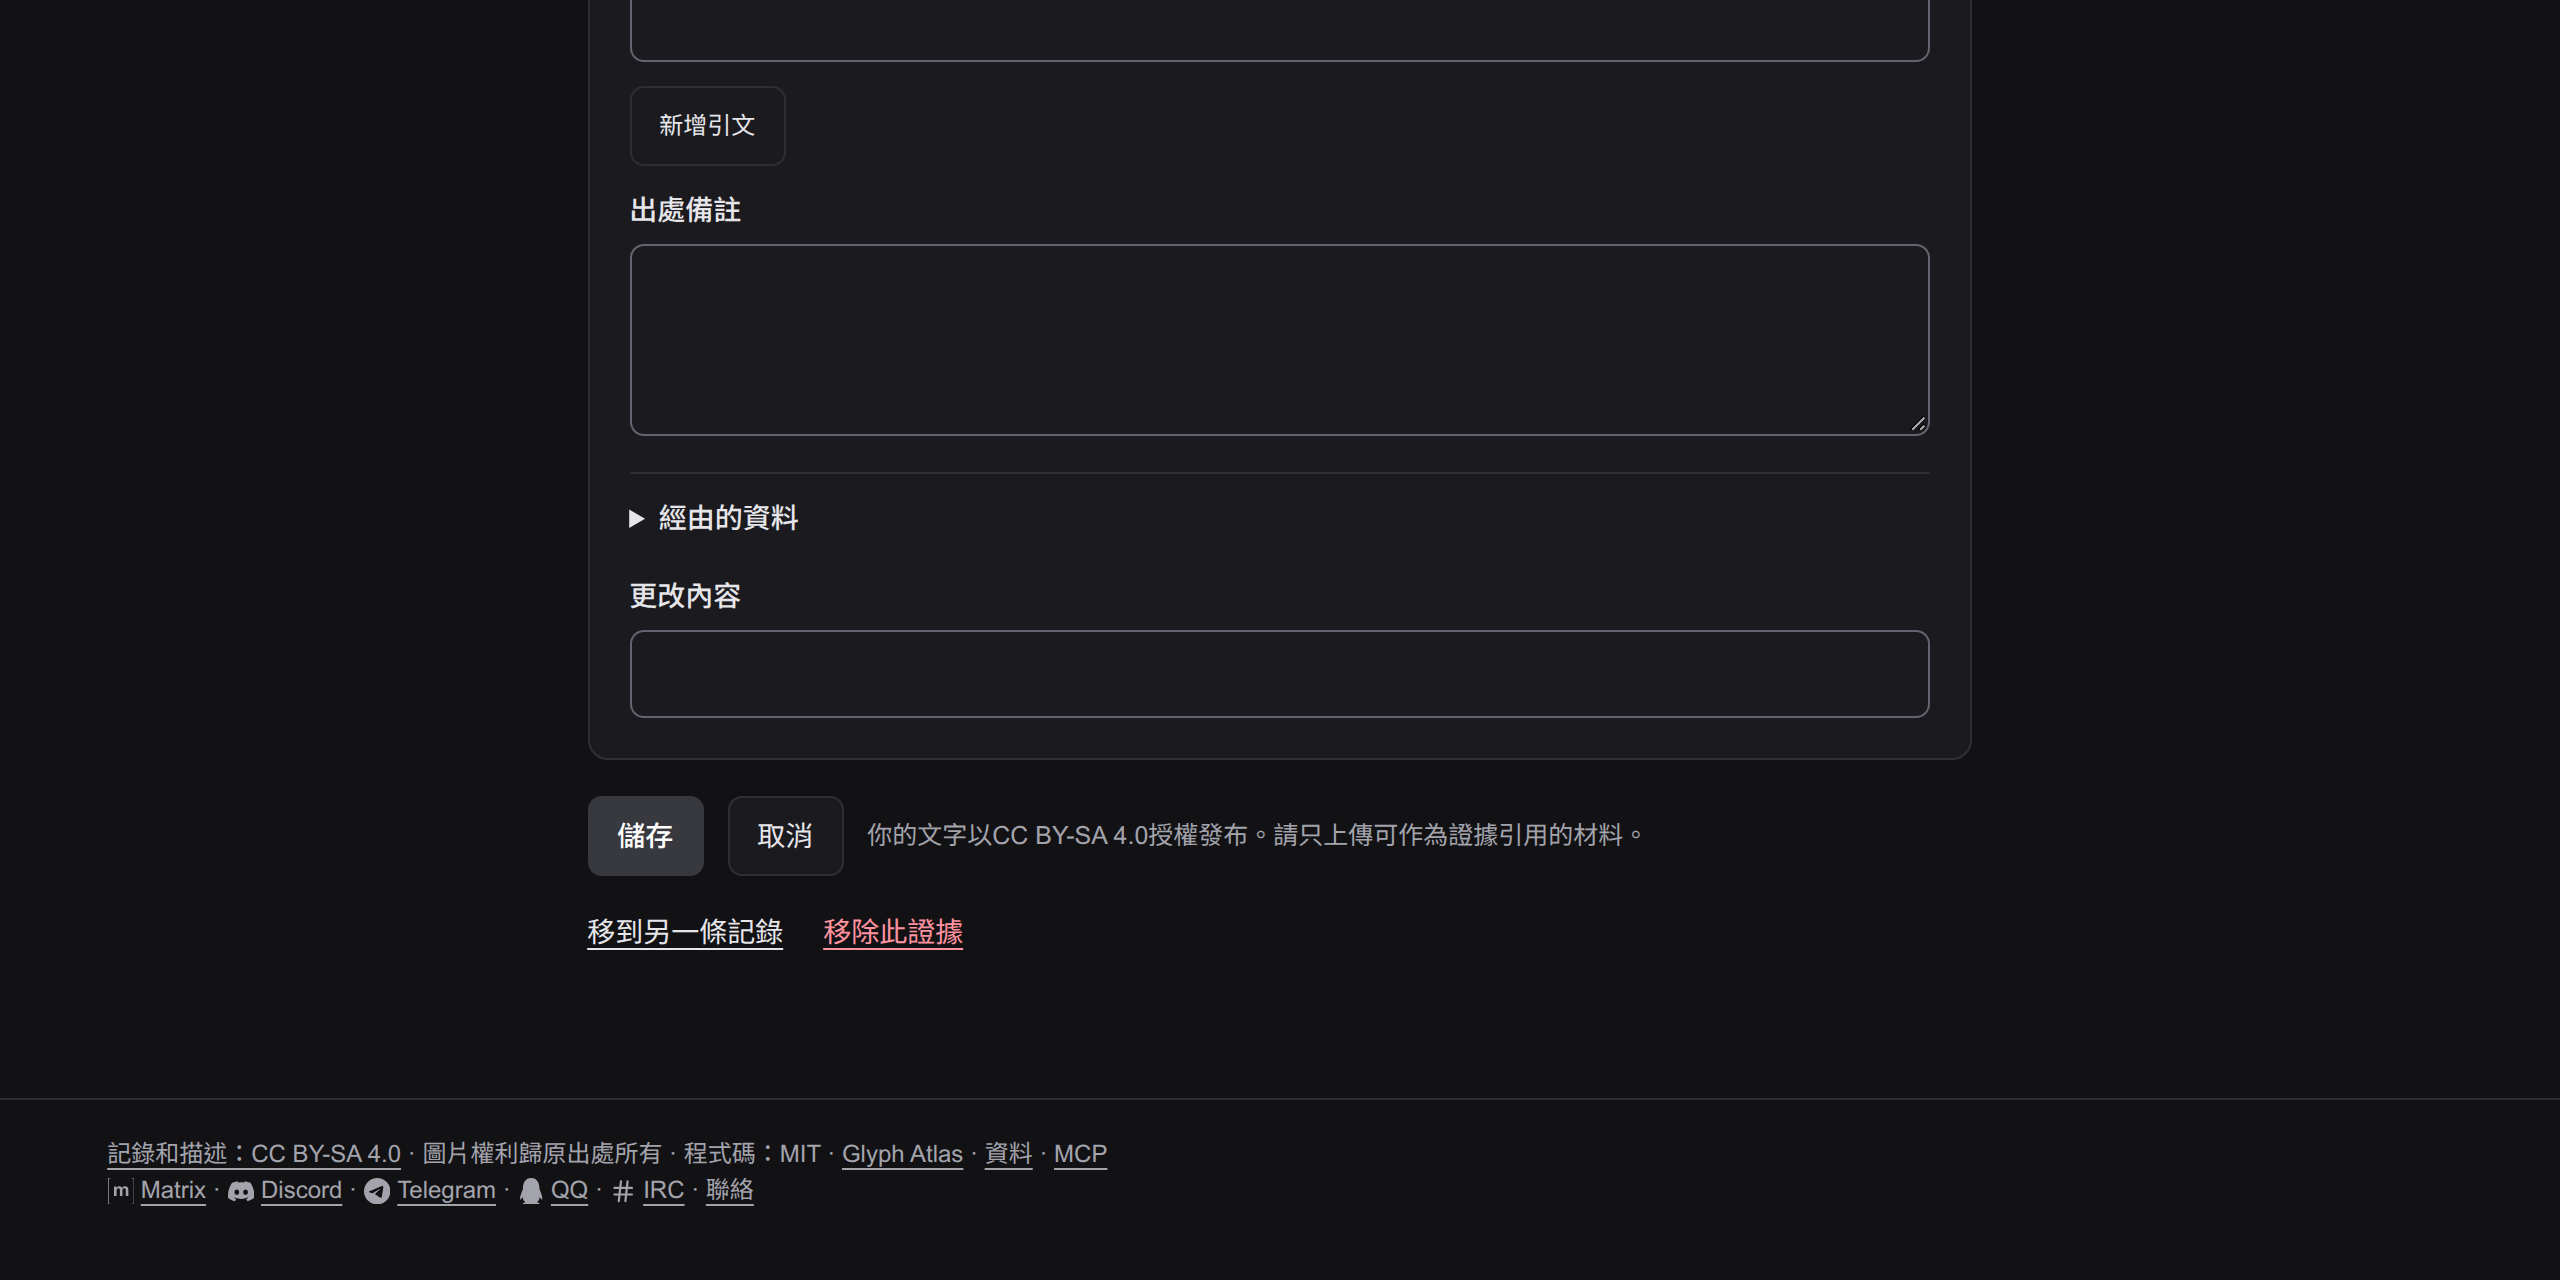 新增引文
出處備註
經由的資料
更改內容
儲存 取消 你的文字以CC BY-SA 4.0授權發布。請只上傳可作為證據引用的材料。
移到另一條記錄 移除此證據
記錄和描述：CC BY-SA 4.0 · 圖片權利歸原出處所有 · 程式碼：MIT · Glyph Atlas · 資料 · MCP
[m] Matrix · Discord · Telegram · QQ · # IRC · 聯絡